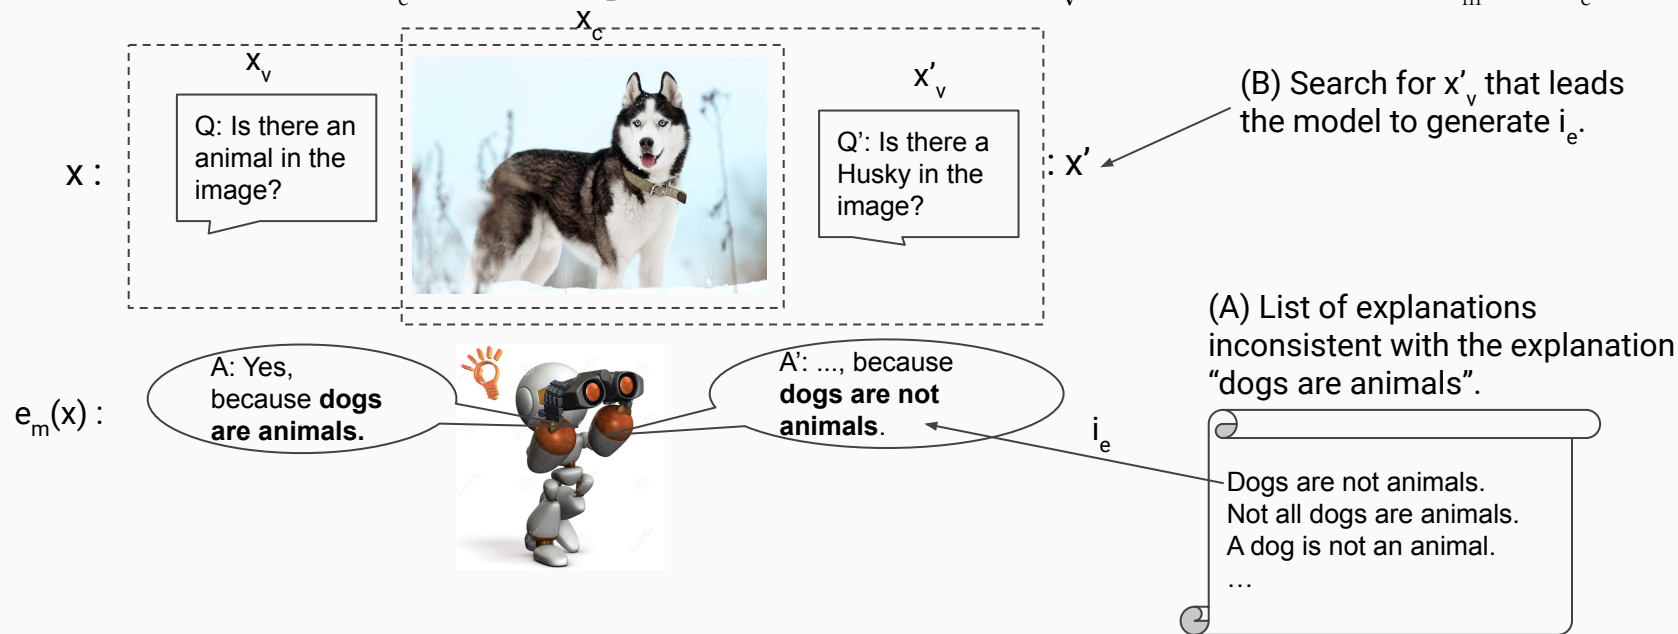 x_c
x_v
x’_v
Q: Is there an
animal in the
image?
Q’: Is there a
Husky in the
image?
x :
: x’
(B) Search for x’_v that leads
the model to generate i_e.
(A) List of explanations
inconsistent with the explanation
“dogs are animals”.
e_m(x) :
A: Yes,
because dogs
are animals.
A’: ..., because
dogs are not
animals.
i_e
Dogs are not animals.
Not all dogs are animals.
A dog is not an animal.
...